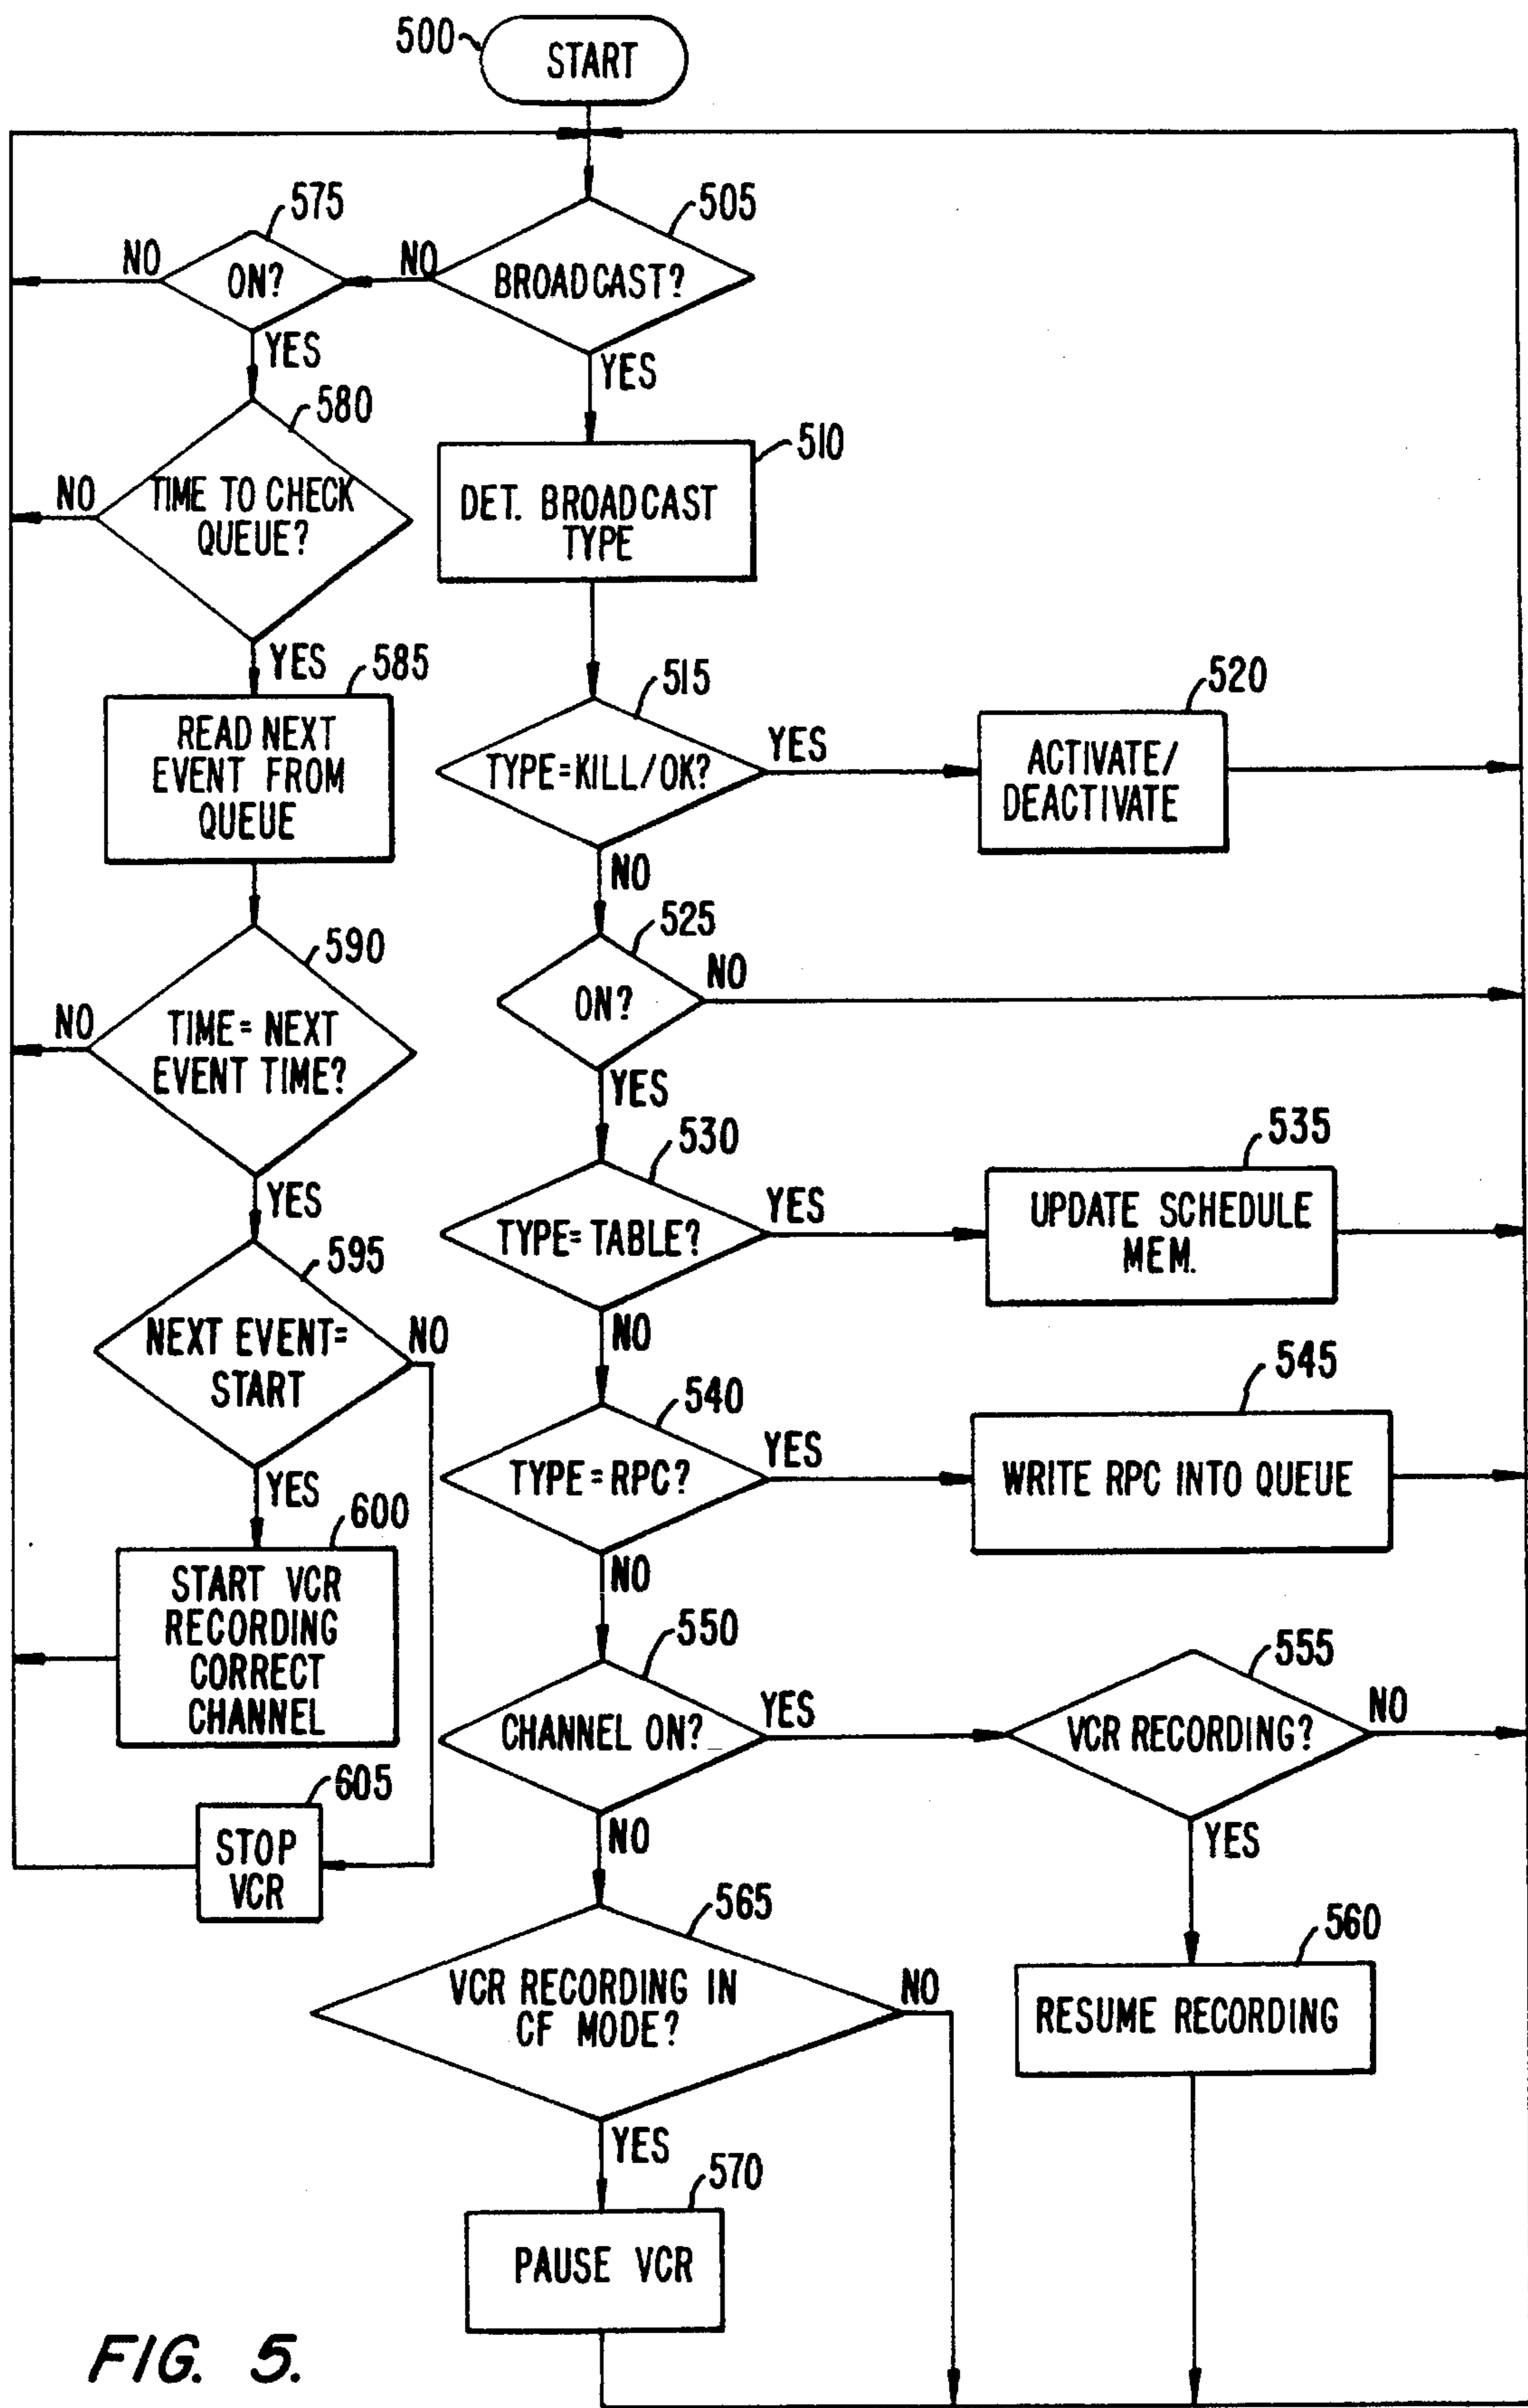 500
START
575
505
NO
ON?
NO
BROADCAST?
YES
YES
580
510
NO
TIME TO CHECK
QUEUE?
DET. BROADCAST
TYPE
YES
585
515
520
READ NEXT
EVENT FROM
QUEUE
TYPE=KILL/OK?
YES
ACTIVATE/
DEACTIVATE
NO
590
525
NO
TIME= NEXT
EVENT TIME?
ON?
NO
YES
YES
530
535
595
TYPE=TABLE?
YES
UPDATE SCHEDULE
MEM.
NEXT EVENT=
START
NO
NO
540
545
YES
TYPE=RPC?
YES
WRITE RPC INTO QUEUE
600
NO
START VCR
RECORDING
CORRECT
CHANNEL
550
555
CHANNEL ON?
YES
VCR RECORDING?
NO
605
STOP
VCR
NO
YES
565
560
VCR RECORDING IN
CF MODE?
NO
RESUME RECORDING
YES
570
PAUSE VCR
FIG. 5.